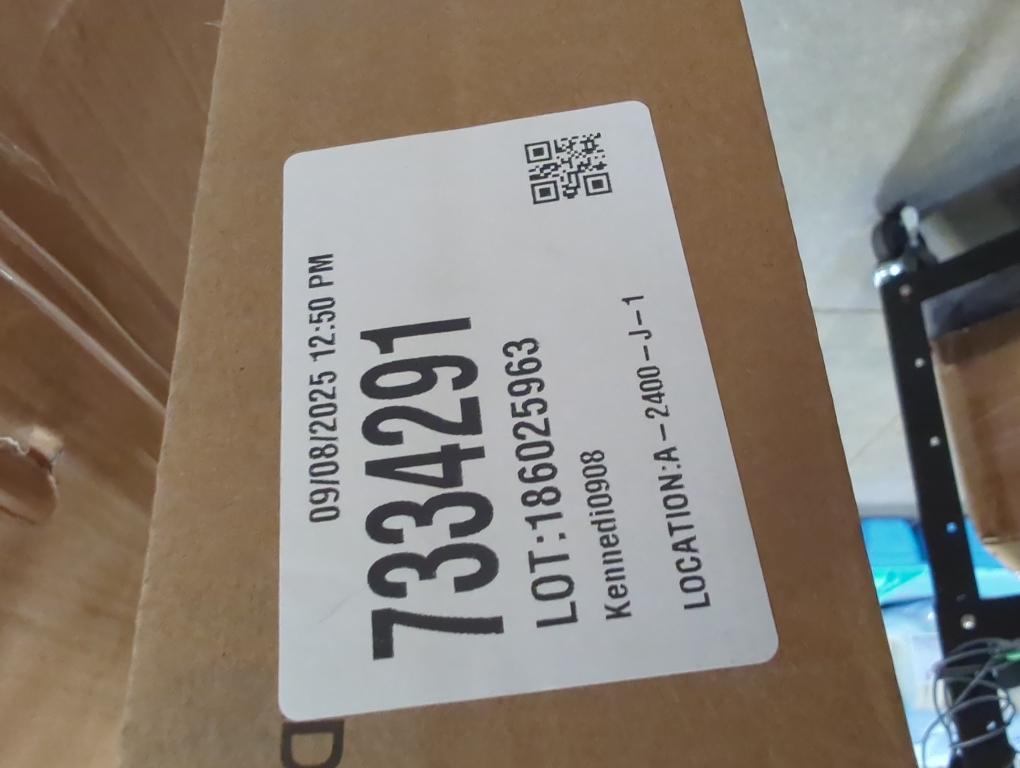 09/08/2025 12:50 PM
7334291
LOT:186025963
Kennedi0908
LOCATION:A-2400-J-1
D